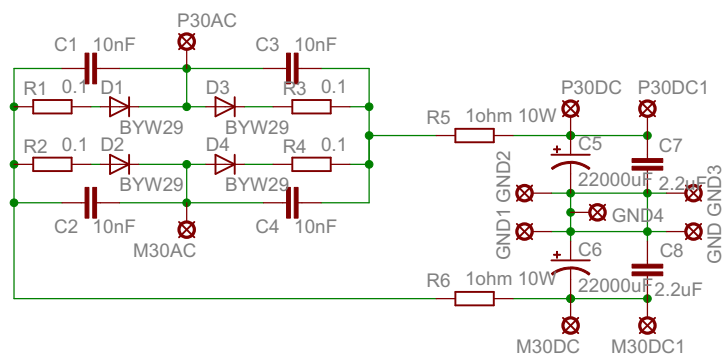 P30AC
C1 10nF
C3 10nF
R1 0.1 D1 D3 0.1
BYW29 BYW29 R3
R2 0.1 D2 D4 0.1
BYW29 BYW29 R4
C2 10nF
C4 10nF
M30AC
P30DC P30DC1
R5 1ohm 10W
C5 C7
22000uF 2.2uF
GND2 GND3
GND4
GND1 GND
C6 C8
22000uF 2.2uF
R6 1ohm 10W
M30DC M30DC1
+
+